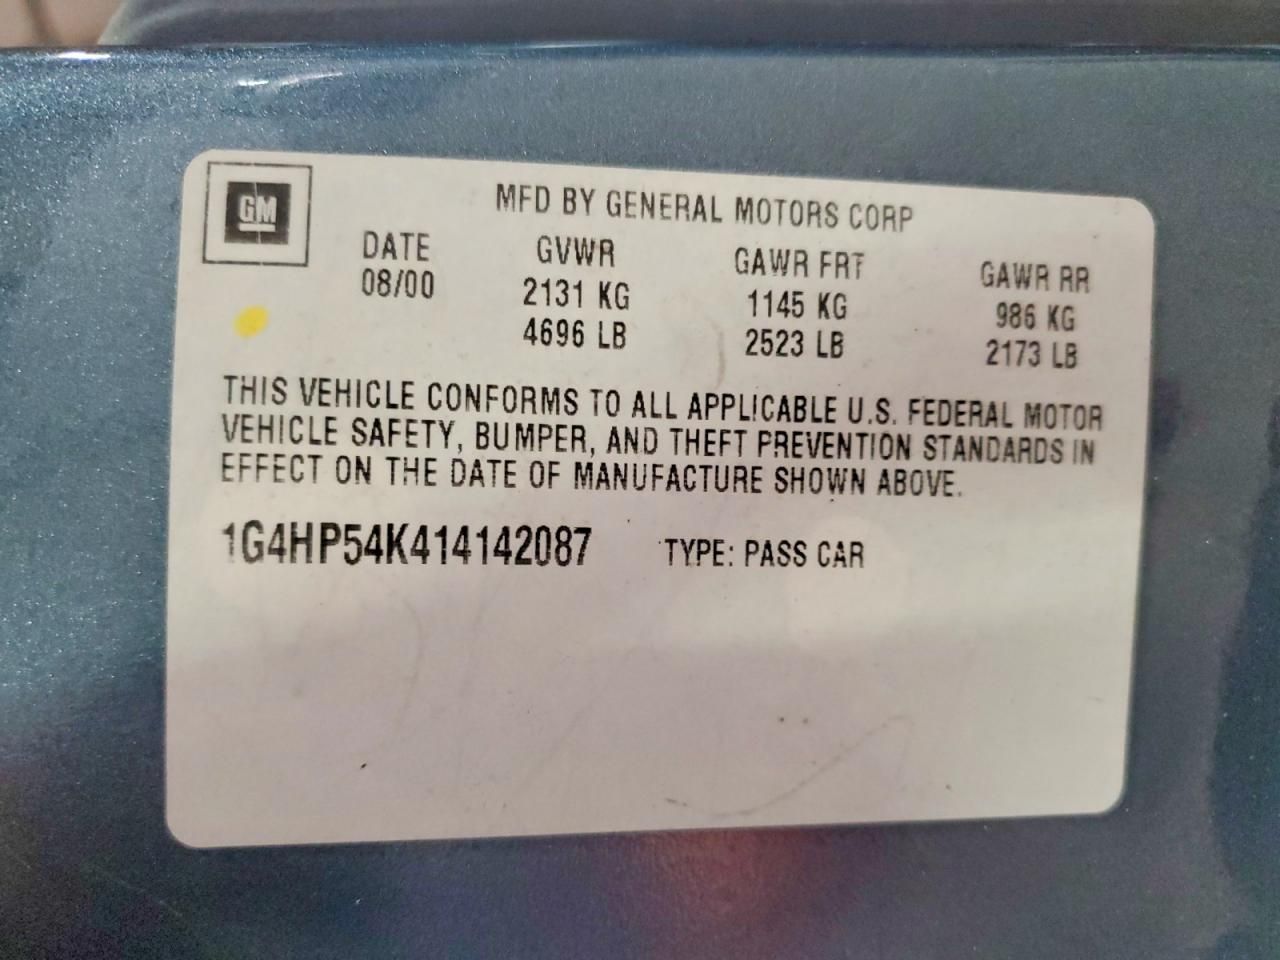 GM
MFD BY GENERAL MOTORS CORP
DATE GVWR GAWR FRT GAWR RR
08/00 2131 KG 1145 KG 986 KG
4696 LB 2523 LB 2173 LB
THIS VEHICLE CONFORMS TO ALL APPLICABLE U.S. FEDERAL MOTOR
VEHICLE SAFETY, BUMPER, AND THEFT PREVENTION STANDARDS IN
EFFECT ON THE DATE OF MANUFACTURE SHOWN ABOVE.
1G4HP54K414142087 TYPE: PASS CAR